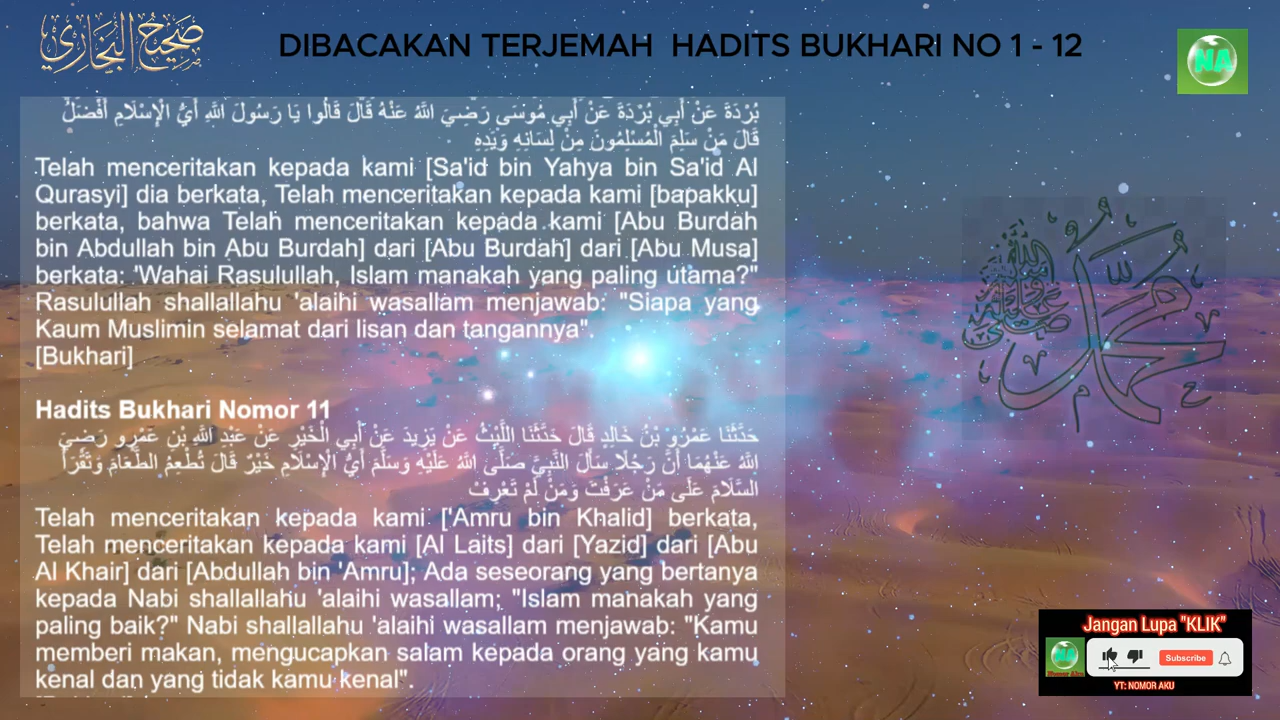 صحيح البخاري
DIBACAKAN TERJEMAH HADITS BUKHARI NO 1 - 12
NA
بُرْدَةَ عَنْ أَبِي بُرْدَةَ عَنْ أَبِي مُوسَى رَضِيَ اللَّهُ عَنْهُ قَالَ قَالُوا يَا رَسُولَ اللَّهِ أَيُّ الْإِسْلَامِ أَفْضَلُ
قَالَ مَنْ سَلِمَ الْمُسْلِمُونَ مِنْ لِسَانِهِ وَيَدِهِ
Telah menceritakan kepada kami [Sa'id bin Yahya bin Sa'id Al
Qurasyi] dia berkata, Telah menceritakan kepada kami [bapakku]
berkata, bahwa Telah menceritakan kepada kami [Abu Burdah
bin Abdullah bin Abu Burdah] dari [Abu Burdah] dari [Abu Musa]
berkata: 'Wahai Rasulullah, Islam manakah yang paling utama?"
Rasulullah shallallahu 'alaihi wasallam menjawab: "Siapa yang
Kaum Muslimin selamat dari lisan dan tangannya".
[Bukhari]
Hadits Bukhari Nomor 11
حَدَّثَنَا عَمْرُو بْنُ خَالِدٍ قَالَ حَدَّثَنَا اللَّيْثُ عَنْ يَزِيدَ عَنْ أَبِي الْخَيْرِ عَنْ عَبْدِ اللَّهِ بْنِ عَمْرٍو رَضِيَ
اللَّهُ عَنْهُمَا أَنَّ رَجُلًا سَأَلَ النَّبِيَّ صَلَّى اللَّهُ عَلَيْهِ وَسَلَّمَ أَيُّ الْإِسْلَامِ خَيْرٌ قَالَ تُطْعِمُ الطَّعَامَ وَتَقْرَأُ
السَّلَامَ عَلَى مَنْ عَرَفْتَ وَمَنْ لَمْ تَعْرِفْ
Telah menceritakan kepada kami ['Amru bin Khalid] berkata,
Telah menceritakan kepada kami [Al Laits] dari [Yazid] dari [Abu
Al Khair] dari [Abdullah bin 'Amru]; Ada seseorang yang bertanya
kepada Nabi shallallahu 'alaihi wasallam; "Islam manakah yang
paling baik?" Nabi shallallahu 'alaihi wasallam menjawab: "Kamu
memberi makan, mengucapkan salam kepada orang yang kamu
kenal dan yang tidak kamu kenal".
محمد
صلى الله عليه وسلم
Jangan Lupa "KLIK"
NA
Nomor Aku
Subscribe
YT: NOMOR AKU